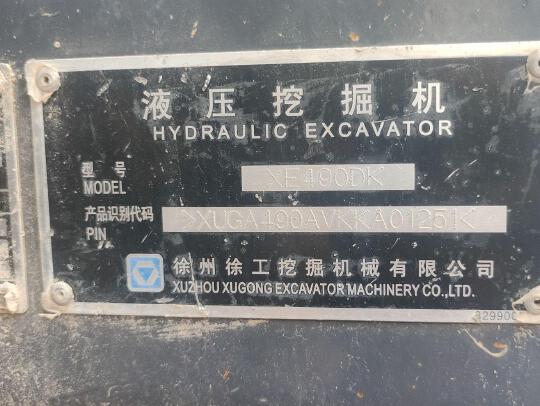 液压挖掘机
HYDRAULIC EXCAVATOR
型号
MODEL
XE490DK
产品识别代码
PIN
>XUGA490AVKKA01251K
徐州徐工挖掘机械有限公司
XUZHOU XUGONG EXCAVATOR MACHINERY CO.,LTD.